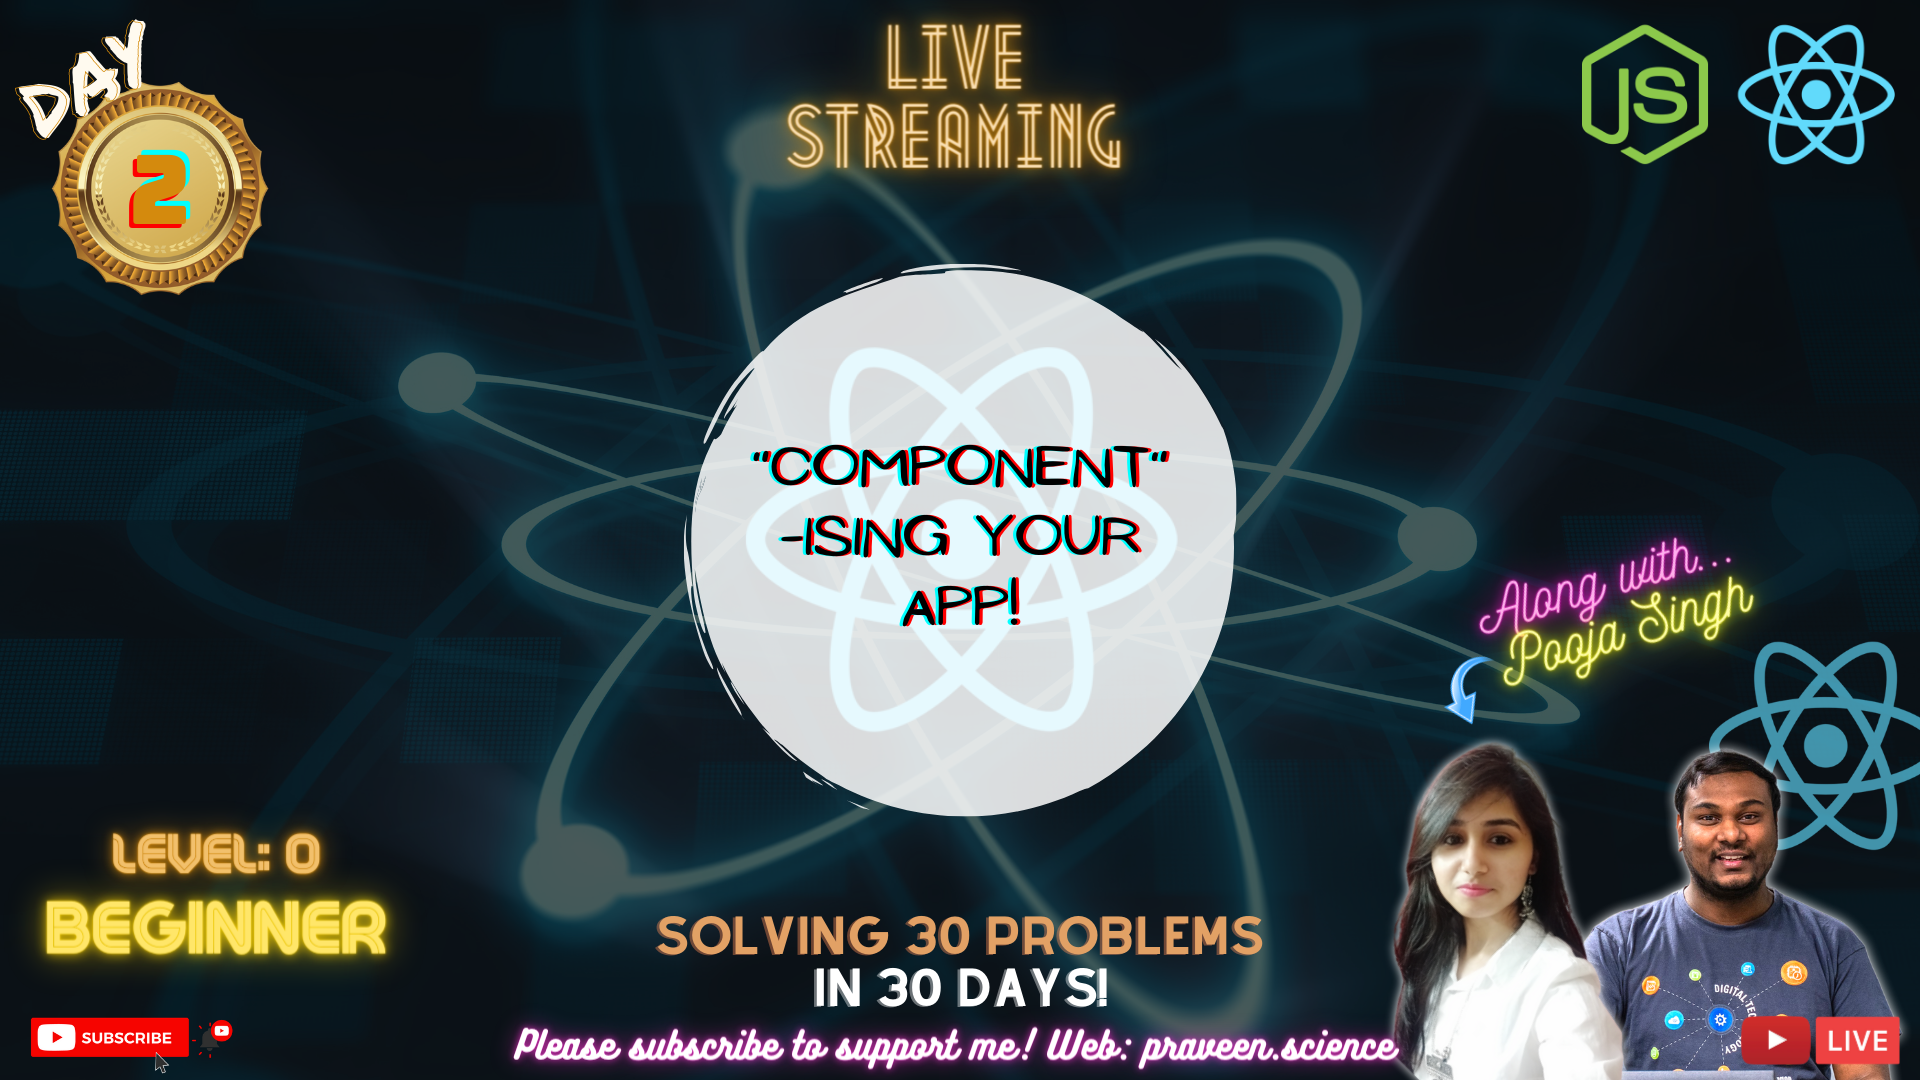 DAY
2
LIVE
STREAMING
JS
"COMPONENT"
-ISING YOUR
APP!
Along with...
Pooja Singh
LEVEL: 0
BEGINNER
SOLVING 30 PROBLEMS
IN 30 DAYS!
SUBSCRIBE
Please subscribe to support me! Web: praveen.science
DIGITAL
LIVE